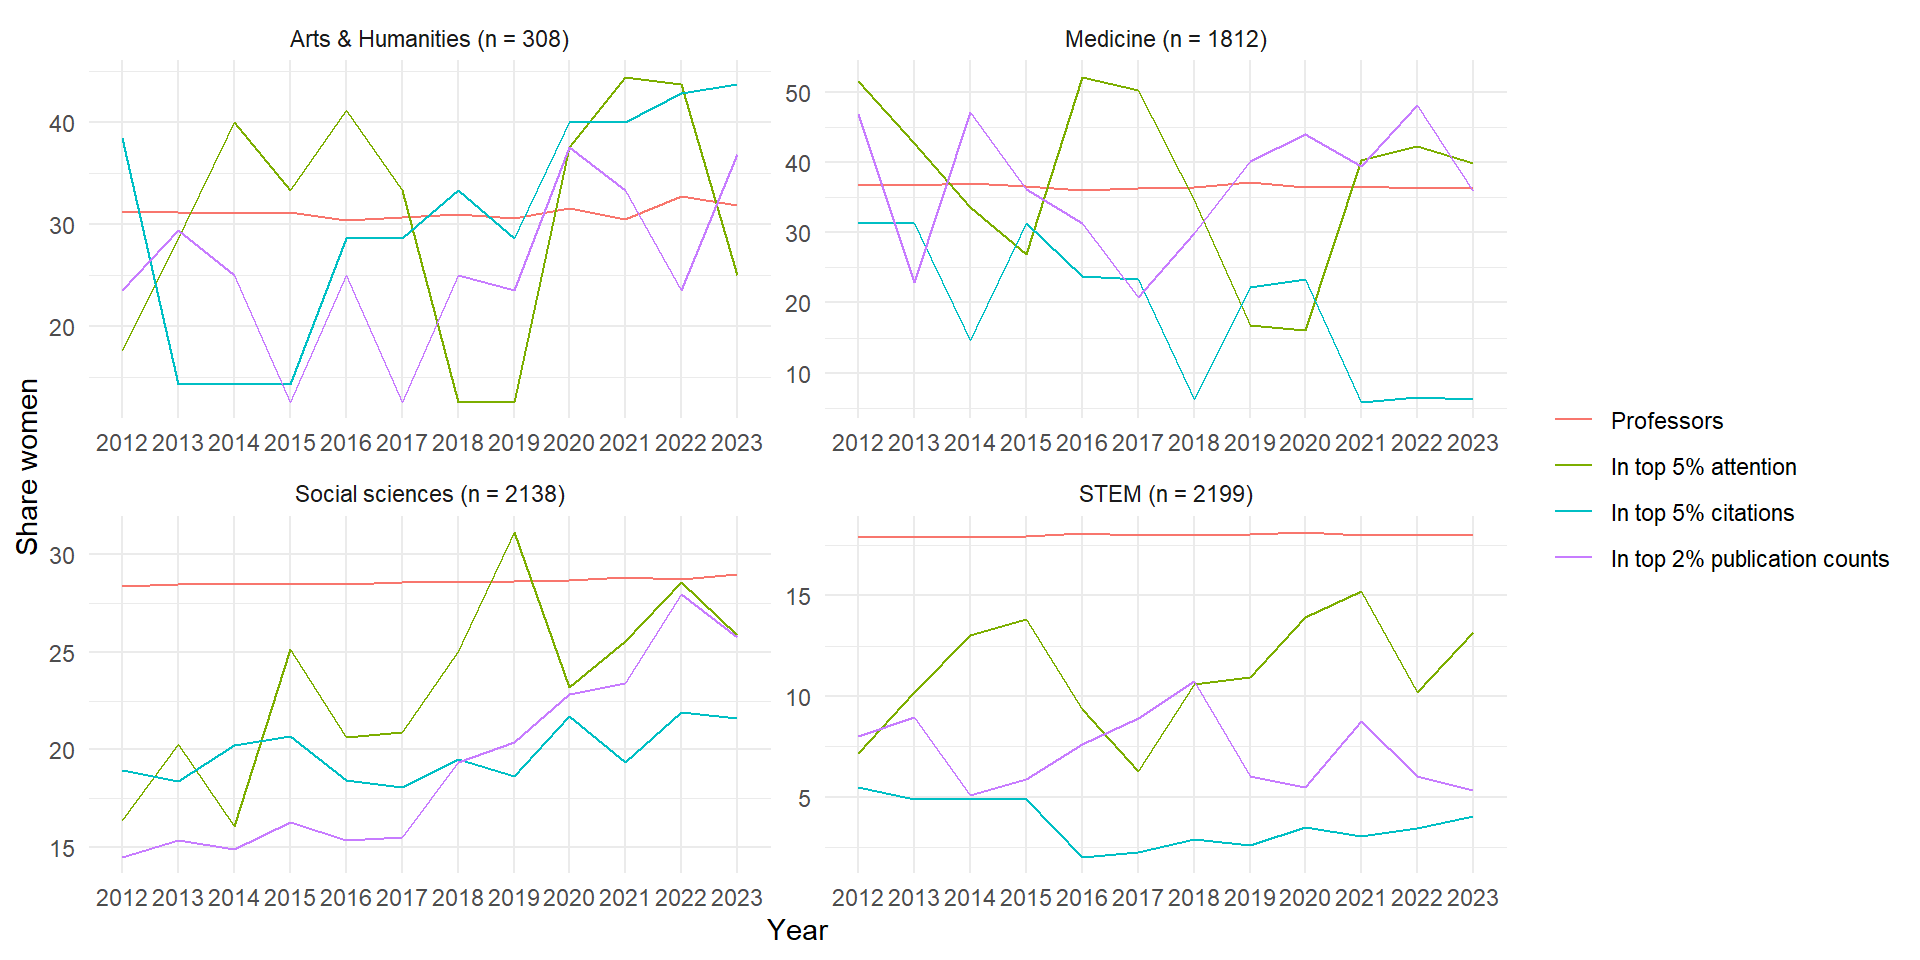 Arts & Humanities (n = 308)
Medicine (n = 1812)
40
30
20
50
40
30
20
10
2012 2013 2014 2015 2016 2017 2018 2019 2020 2021 2022 2023
2012 2013 2014 2015 2016 2017 2018 2019 2020 2021 2022 2023
Social sciences (n = 2138)
STEM (n = 2199)
30
25
20
15
15
10
5
2012 2013 2014 2015 2016 2017 2018 2019 2020 2021 2022 2023
2012 2013 2014 2015 2016 2017 2018 2019 2020 2021 2022 2023
Share women
Year
Professors
In top 5% attention
In top 5% citations
In top 2% publication counts